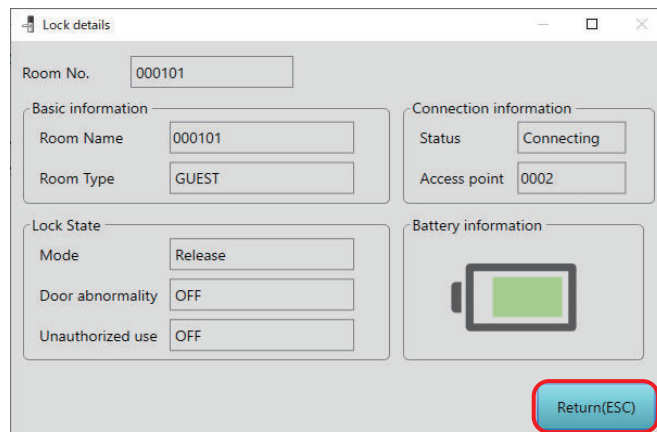 Lock details
Room No. 000101
Basic information
Room Name 000101
Room Type GUEST
Connection information
Status Connecting
Access point 0002
Lock State
Mode Release
Door abnormality OFF
Unauthorized use OFF
Battery information
Return(ESC)